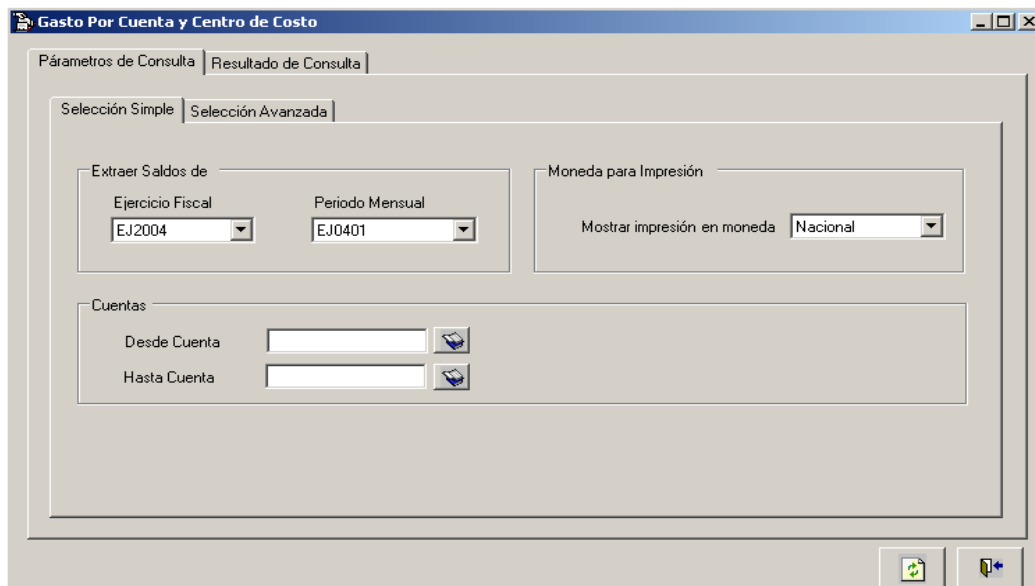 Gasto Por Cuenta y Centro de Costo
Párametros de Consulta
Resultado de Consulta
Selección Simple
Selección Avanzada
Extraer Saldos de
Moneda para Impresión
Ejercicio Fiscal
Periodo Mensual
EJ2004
EJ0401
Mostrar impresión en moneda
Nacional
Cuentas
Desde Cuenta
Hasta Cuenta